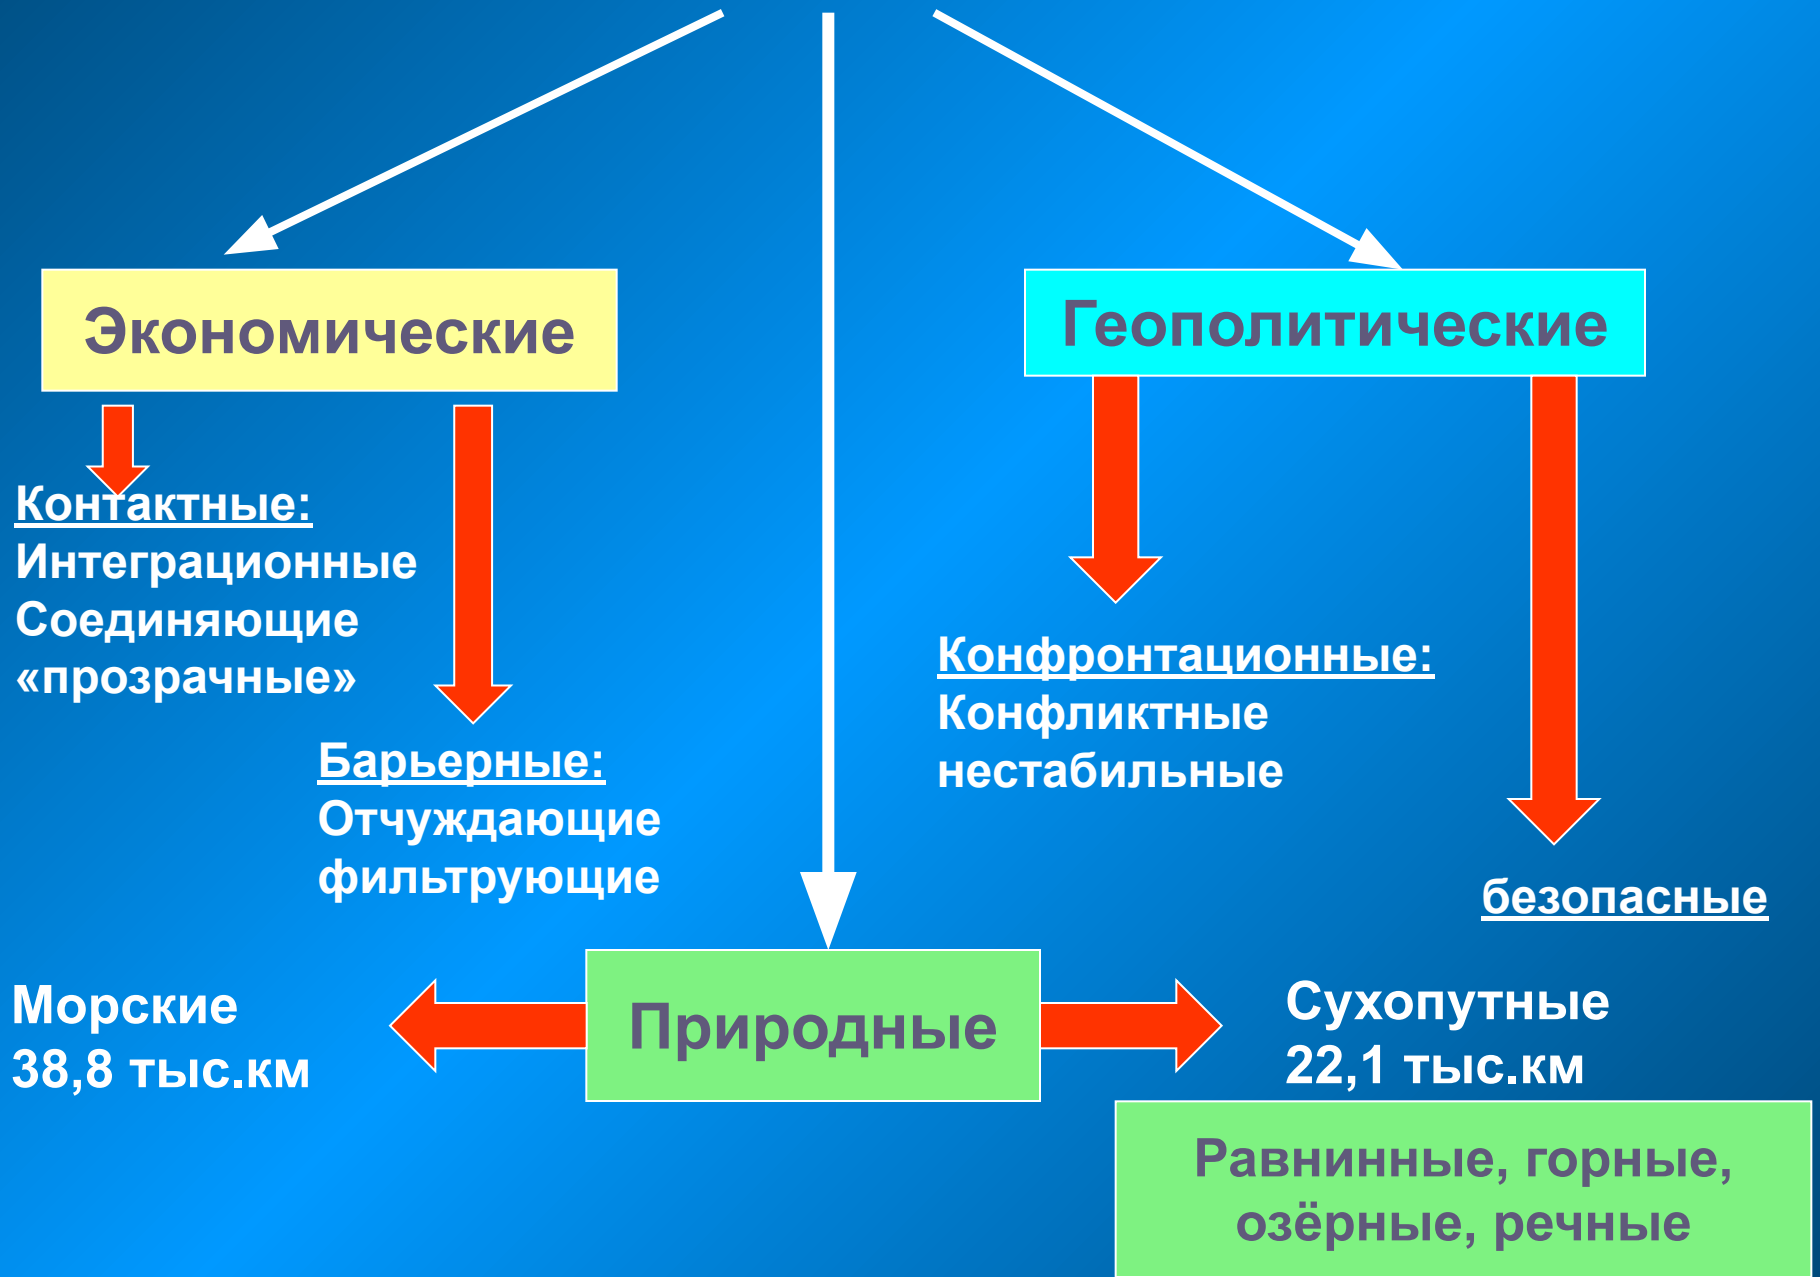 Экономические
Геополитические
Контактные:
Интеграционные
Соединяющие
«прозрачные»
Барьерные:
Отчуждающие
фильтрующие
Конфронтационные:
Конфликтные
нестабильные
безопасные
Природные
Морские
38,8 тыс.км
Сухопутные
22,1 тыс.км
Равнинные, горные,
озёрные, речные